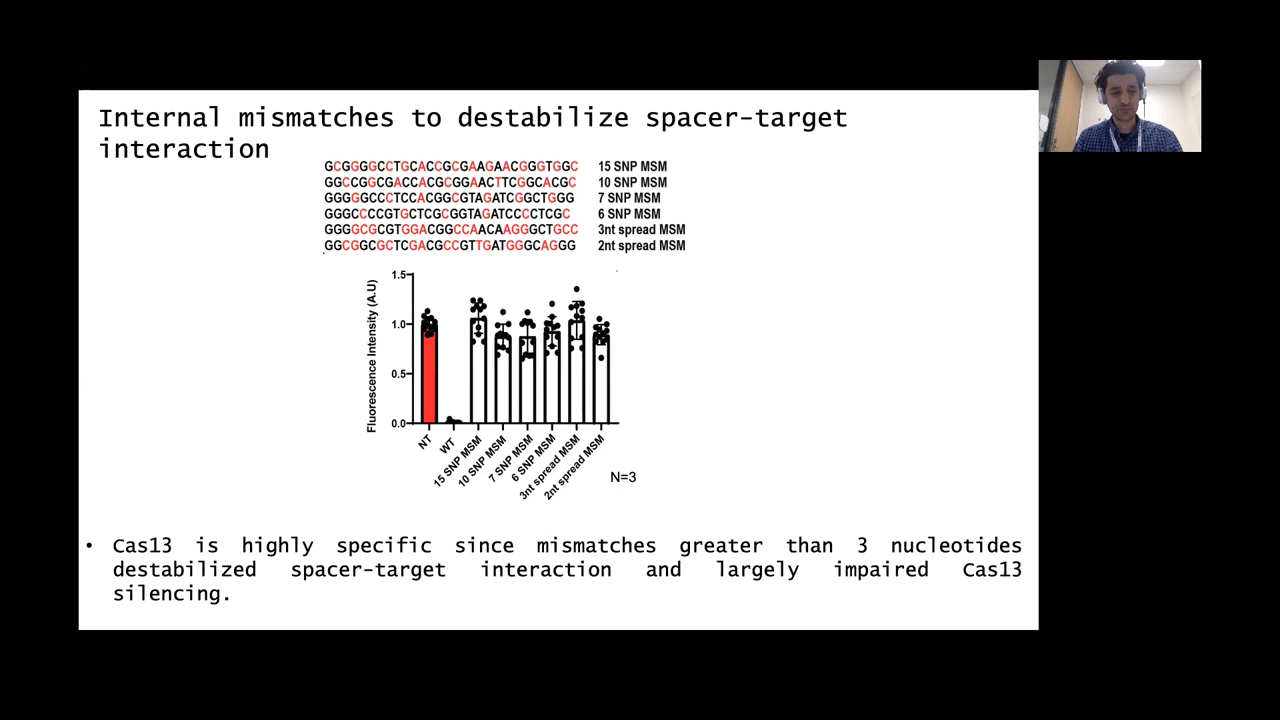 Internal mismatches to destabilize spacer-target
interaction
GCGGGGCCTGCACCGCGAAGAACGGGTGGC 15 SNP MSM
GGCCGGCGACCACGCGGAACTTCGGCACGC 10 SNP MSM
GGGGGCCCTCCACGGCGTAGATCGGCTGGG 7 SNP MSM
GGGCCCCGTGCTCGCGGTAGATCCCCTCGC 6 SNP MSM
GGGGCGCGTGGACGGCCAACAAGGGCTGCC 3nt spread MSM
GGCGGCGCTCGACGCCGTTGATGGGCAGGG 2nt spread MSM
Fluorescence Intensity (A.U)
1.5
1.0
0.5
0.0
NT
WT
15 SNP MSM
10 SNP MSM
7 SNP MSM
6 SNP MSM
3nt spread MSM
2nt spread MSM
N=3
• Cas13 is highly specific since mismatches greater than 3 nucleotides
destabilized spacer-target interaction and largely impaired Cas13
silencing.